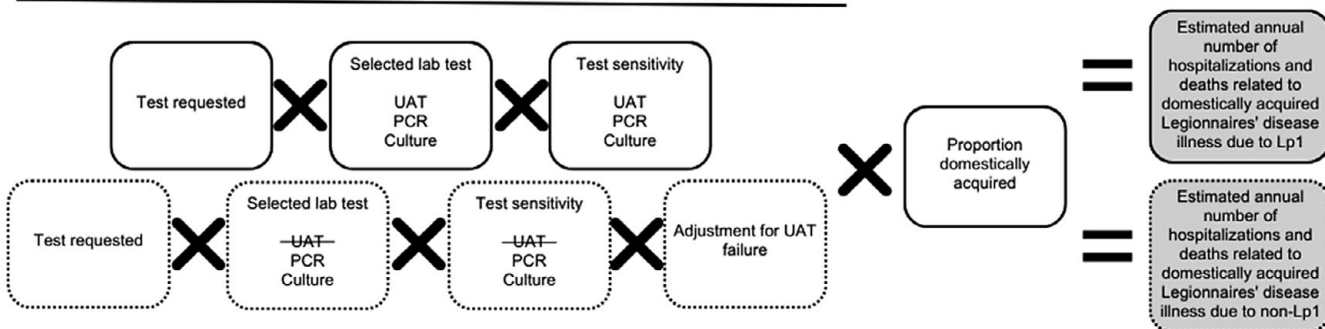 Test requested
Selected lab test
UAT
PCR
Culture
Test sensitivity
UAT
PCR
Culture
Test requested
Selected lab test
UAT
PCR
Culture
Test sensitivity
UAT
PCR
Culture
Adjustment for UAT
failure
Proportion
domestically
acquired
Estimated annual
number of
hospitalizations and
deaths related to
domestically acquired
Legionnaires' disease
illness due to Lp1
Estimated annual
number of
hospitalizations and
deaths related to
domestically acquired
Legionnaires' disease
illness due to non-Lp1